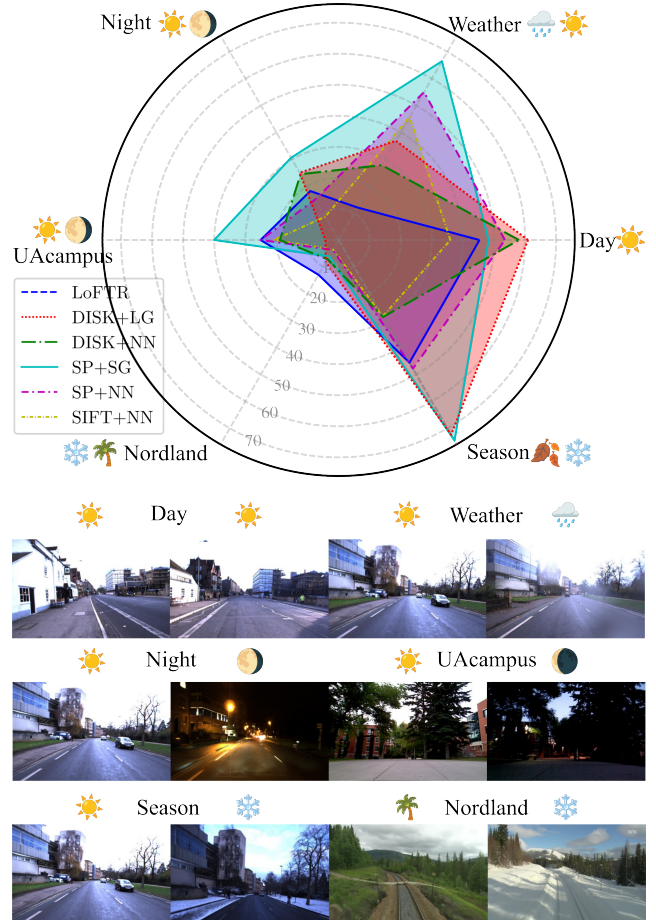 Night
Weather
Day
UAcampus
LoFTR
DISK+LG
DISK+NN
SP+SG
SP+NN
SIFT+NN
20
30
40
50
60
70
Nordland
Season
Day
Weather
Night
UAcampus
Season
Nordland